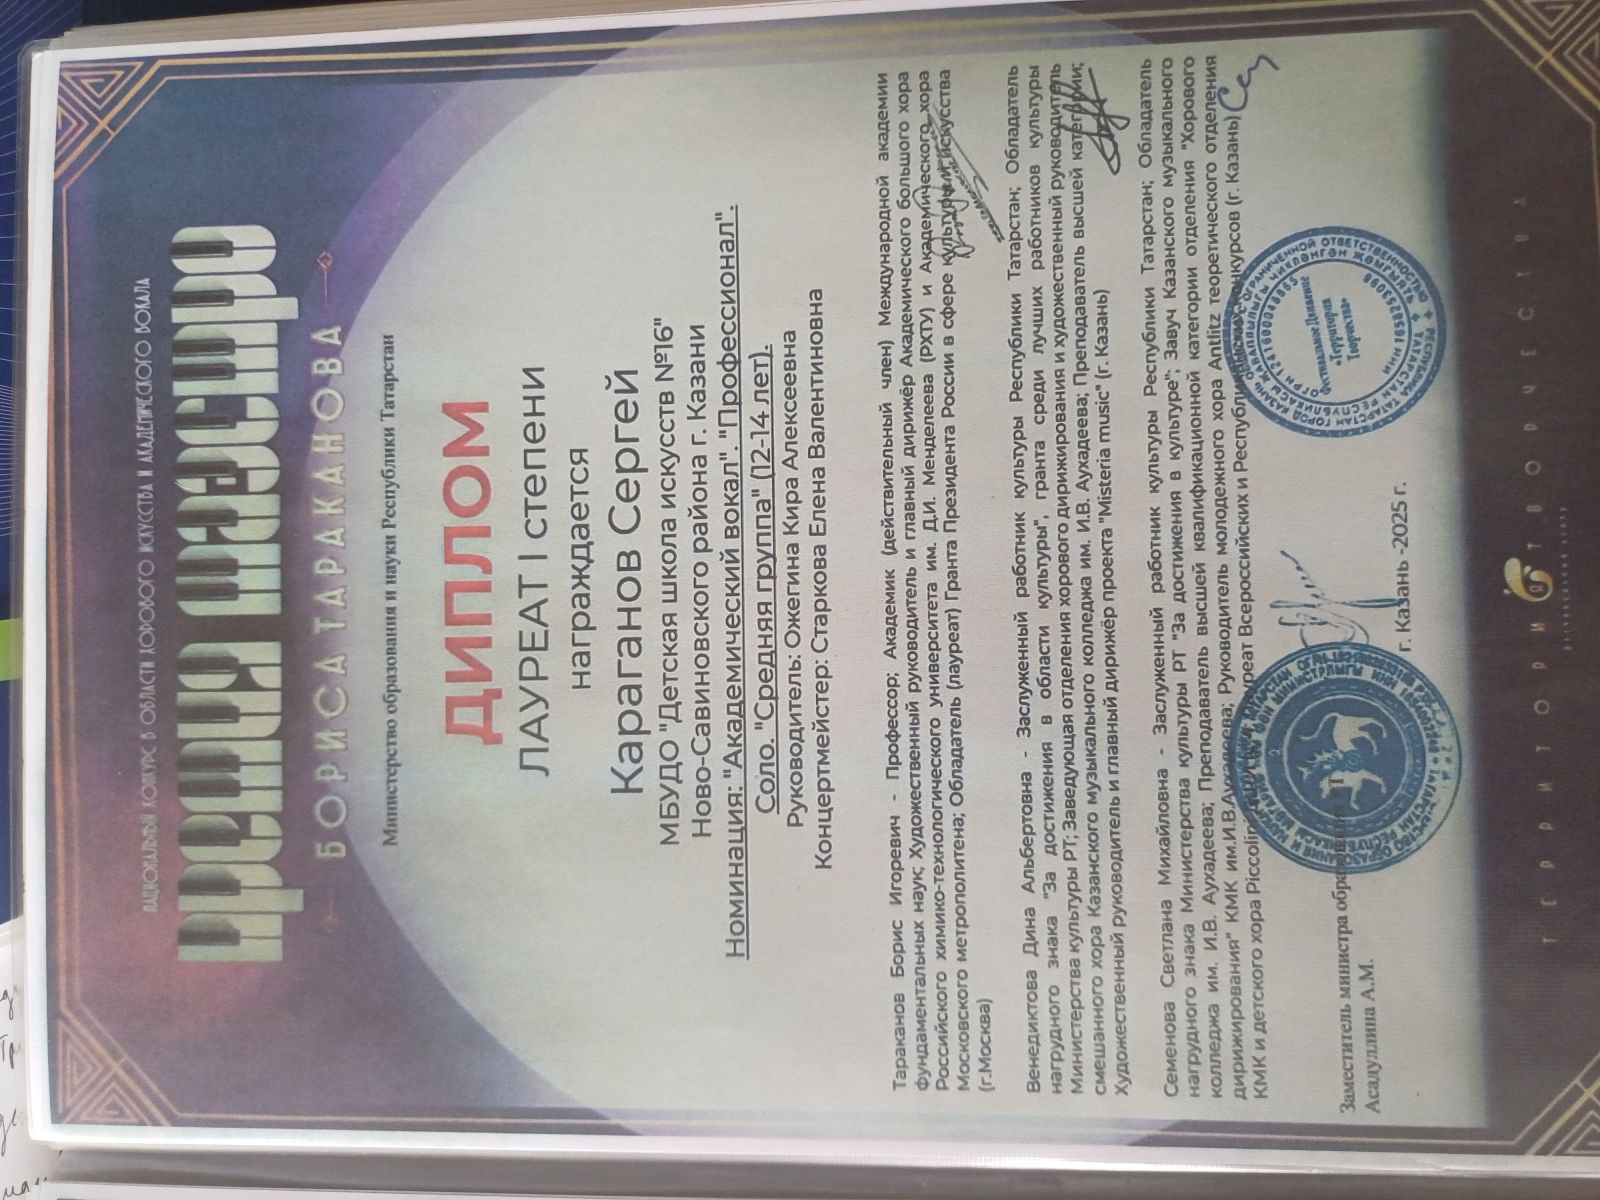 НАЦИОНАЛЬНЫЙ КОНКУРС В ОБЛАСТИ ХОРОВОГО ИСКУССТВА И АКАДЕМИЧЕСКОГО ВОКАЛА
Время маэстро
БОРИСА ТАРАКАНОВА
Министерство образования и науки Республики Татарстан
ДИПЛОМ
ЛАУРЕАТ I степени
награждается
Караганов Сергей
МБУДО "Детская школа искусств №16"
Ново-Савиновского района г. Казани
Номинация: "Академический вокал". "Профессионал".
Соло. "Средняя группа" (12-14 лет).
Руководитель: Ожегина Кира Алексеевна
Концертмейстер: Старкова Елена Валентиновна
Тараканов Борис Игоревич - Профессор; Академик (действительный член) Международной академии
фундаментальных наук; Художественный руководитель и главный дирижёр Академического большого хора
Российского химико-технологического университета им. Д.И. Менделеева (РХТУ) и Академического хора
Московского метрополитена; Обладатель (лауреат) Гранта Президента России в сфере культуры и искусства
(г.Москва)
Венедиктова Дина Альбертовна - Заслуженный работник культуры Республики Татарстан; Обладатель
нагрудного знака "За достижения в области культуры", гранта среди лучших работников культуры
Министерства культуры РТ; Заведующая отделения хорового дирижирования и художественный руководитель
смешанного хора Казанского музыкального колледжа им. И.В. Аухадеева; Преподаватель высшей категории;
Художественный руководитель и главный дирижёр проекта "Misteria music" (г. Казань)
Семенова Светлана Михайловна - Заслуженный работник культуры Республики Татарстан; Обладатель
нагрудного знака Министерства культуры РТ "За достижения в культуре"; Завуч Казанского музыкального
колледжа им. И.В. Аухадеева; Преподаватель высшей квалификационной категории отделения "Хорового
дирижирования" КМК им.И.В.Аухадеева; Руководитель молодежного хора Antlitz теоретического отделения
КМК и детского хора Piccolini Лауреат Всероссийских и Республиканских конкурсов (г. Казань)
Заместитель министра образования
Асадуллина А.М.
г. Казань -2025 г.
Фестивальное Движение
"Территория
Творчества"
ТЕРРИТОРИЯ ТВОРЧЕСТВА